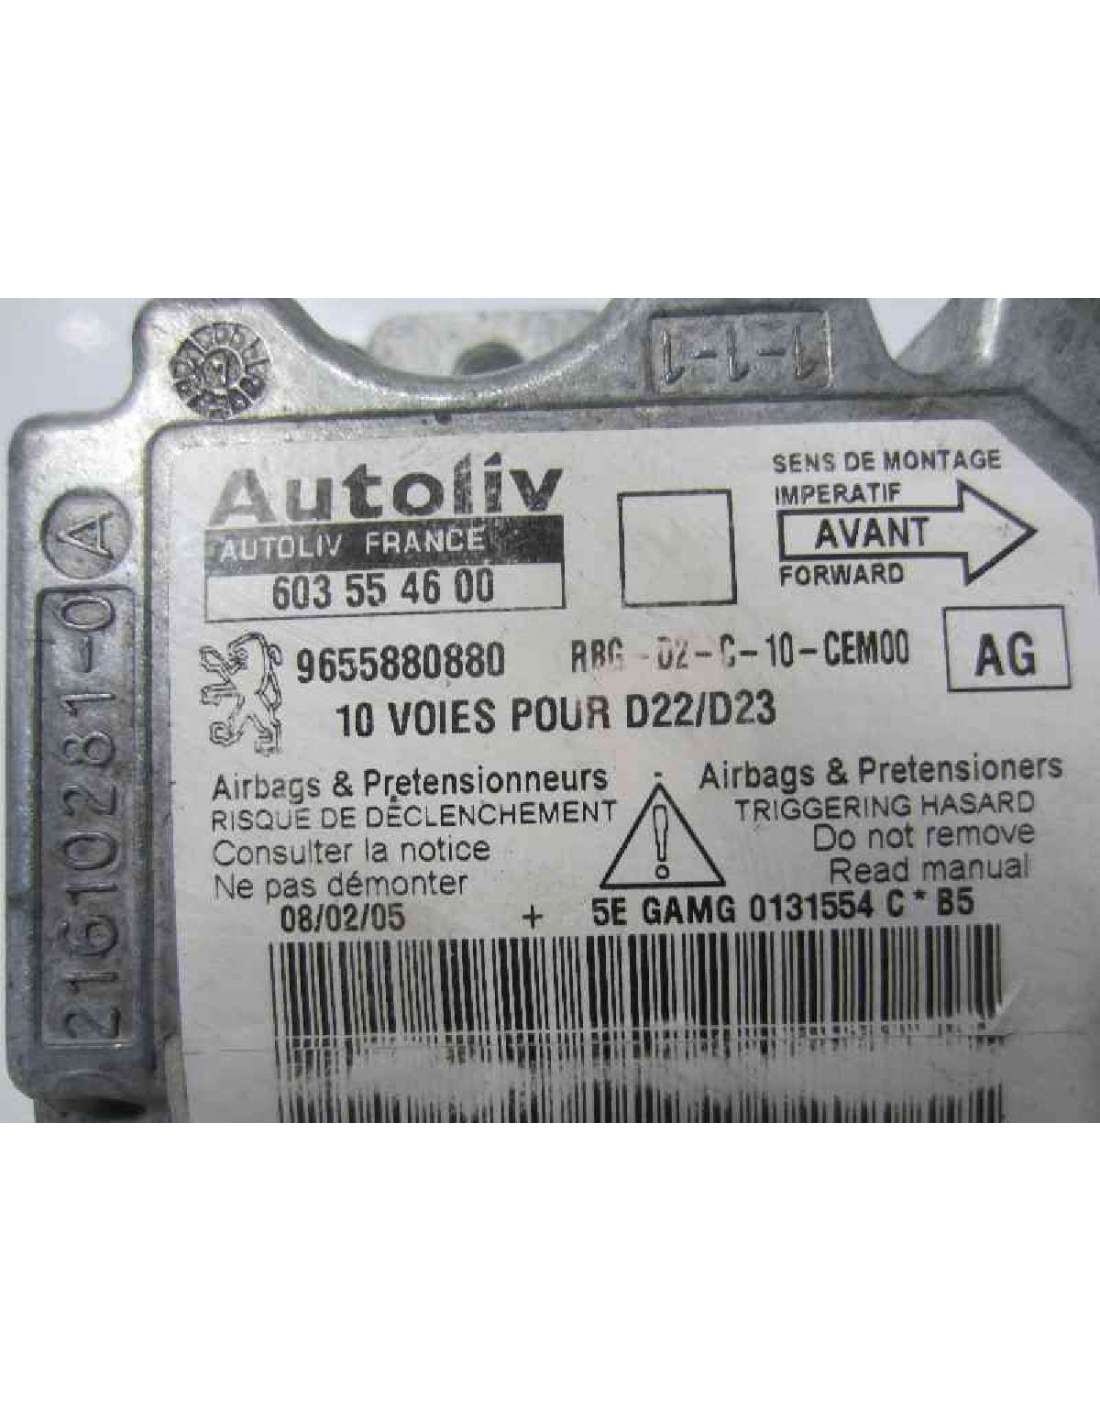 1-1-1
Autoliv
AUTOLIV FRANCE
603 55 46 00
SENS DE MONTAGE
IMPERATIF
AVANT
FORWARD
9655880880 RBG-D2-C-10-CEM00
AG
10 VOIES POUR D22/D23
Airbags & Pretensionneurs
RISQUE DE DÉCLENCHEMENT
Consulter la notice
Ne pas démonter
Airbags & Pretensioners
TRIGGERING HASARD
Do not remove
Read manual
08/02/05 + 5E GAMG 0131554 C * B5
21610281-0 A